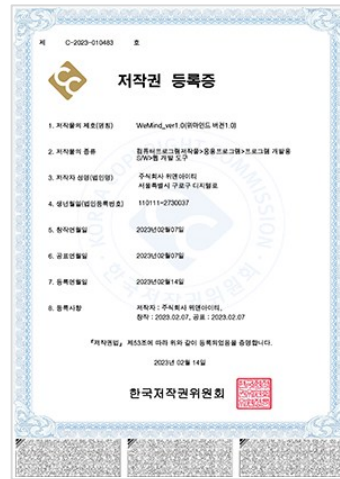 제 C-2023-010483 호
저작권 등록증
1. 저작물의 제호(명칭) WeMind_ver1.0(위마인드 버전1.0)
2. 저작물의 종류 컴퓨터프로그램저작물>응용프로그램>프로그램 개발용
S/W>웹 개발 도구
3. 저작자 성명(법인명) 주식회사 위엔아이티
서울특별시 구로구 디지털로
4. 생년월일(법인등록번호) 110111-2730037
5. 창작연월일 2023년02월07일
6. 공표연월일 2023년02월07일
7. 등록연월일 2023년02월14일
8. 등록사항 저작자 : 주식회사 위엔아이티,
창작 : 2023.02.07, 공표 : 2023.02.07
『저작권법』 제53조에 따라 위와 같이 등록되었음을 증명합니다.
2023년 02월 14일
한국저작권위원회